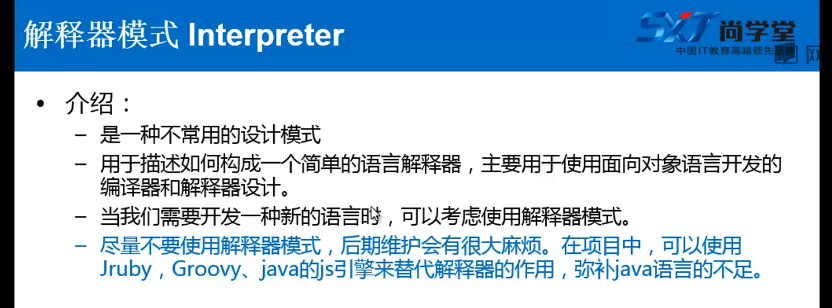 解释器模式 Interpreter
SXT 尚学堂
中国IT教育高端领先品牌
• 介绍：
– 是一种不常用的设计模式
– 用于描述如何构成一个简单的语言解释器，主要用于使用面向对象语言开发的
编译器和解释器设计。
– 当我们需要开发一种新的语言时，可以考虑使用解释器模式。
– 尽量不要使用解释器模式，后期维护会有很大麻烦。在项目中，可以使用
Jruby，Groovy、java的js引擎来替代解释器的作用，弥补java语言的不足。